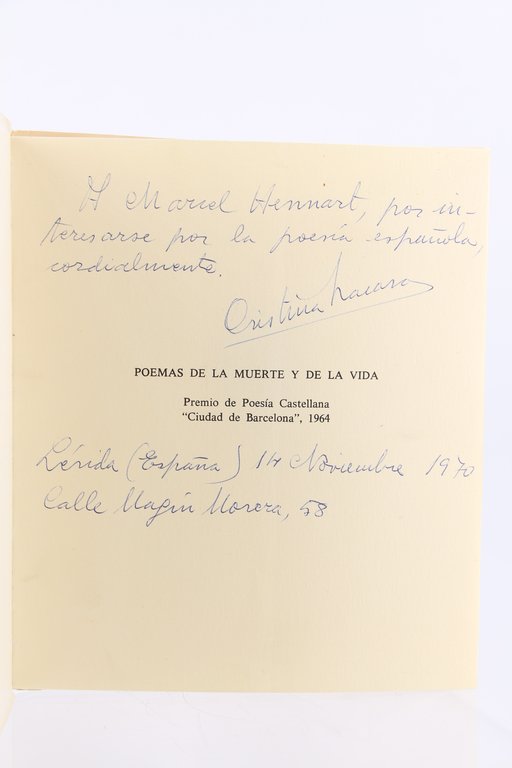 A Marcel Hennart, por in-
teresarse por la poesía española,
cordialmente.
Cristina Lacasa
POEMAS DE LA MUERTE Y DE LA VIDA
Premio de Poesía Castellana
"Ciudad de Barcelona", 1964
Lérida (España) 14 Noviembre 1970
Calle Magín Morera, 58